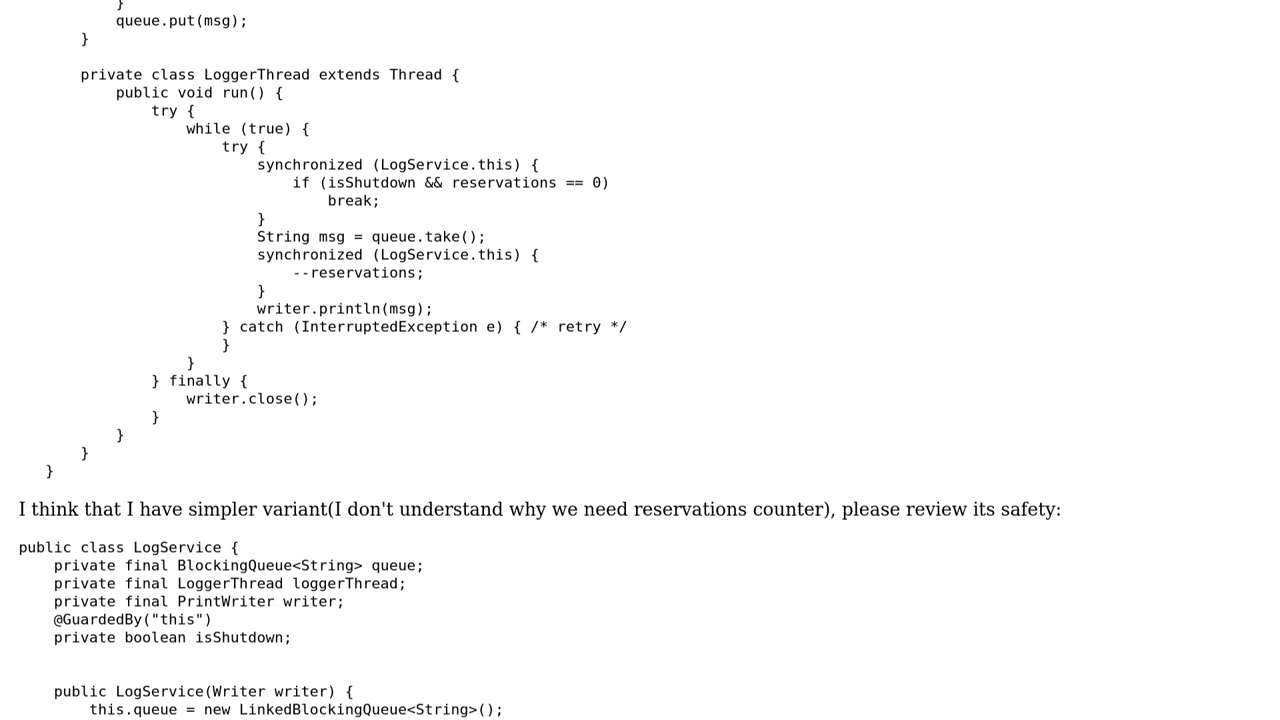 }
            queue.put(msg);
        }

        private class LoggerThread extends Thread {
            public void run() {
                try {
                    while (true) {
                        try {
                            synchronized (LogService.this) {
                                if (isShutdown && reservations == 0)
                                    break;
                            }
                            String msg = queue.take();
                            synchronized (LogService.this) {
                                --reservations;
                            }
                            writer.println(msg);
                        } catch (InterruptedException e) { /* retry */
                        }
                    }
                } finally {
                    writer.close();
                }
            }
        }
    }
I think that I have simpler variant(I don't understand why we need reservations counter), please review its safety:
public class LogService {
    private final BlockingQueue<String> queue;
    private final LoggerThread loggerThread;
    private final PrintWriter writer;
    @GuardedBy("this")
    private boolean isShutdown;

    public LogService(Writer writer) {
        this.queue = new LinkedBlockingQueue<String>();